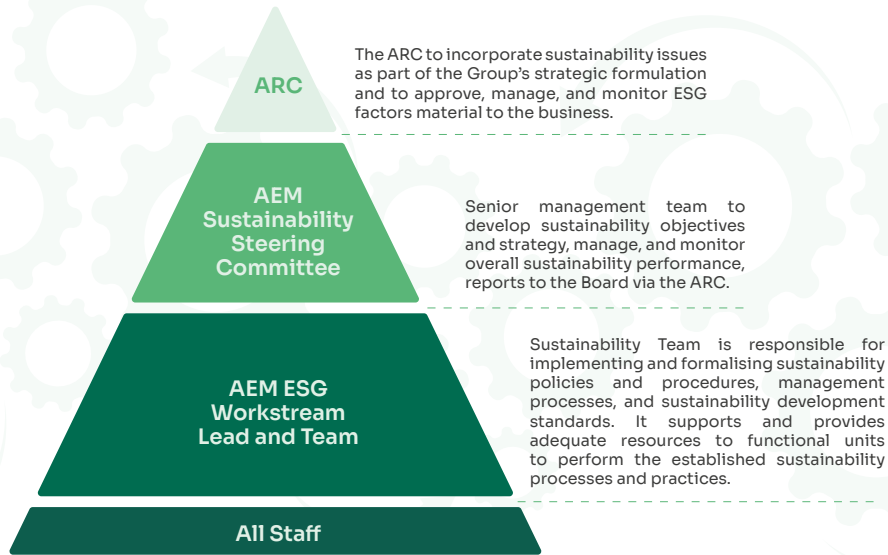 ARC
The ARC to incorporate sustainability issues
as part of the Group's strategic formulation
and to approve, manage, and monitor ESG
factors material to the business.
AEM
Sustainability
Steering
Committee
Senior management team to
develop sustainability objectives
and strategy, manage, and monitor
overall sustainability performance,
reports to the Board via the ARC.
AEM ESG
Workstream
Lead and Team
Sustainability Team is responsible for
implementing and formalising sustainability
policies and procedures, management
processes, and sustainability development
standards. It supports and provides
adequate resources to functional units
to perform the established sustainability
processes and practices.
All Staff